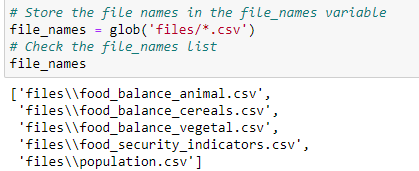 # Store the file names in the file_names variable
file_names = glob('files/*.csv')
# Check the file_names list
file_names
['files\\food_balance_animal.csv',
 'files\\food_balance_cereals.csv',
 'files\\food_balance_vegetal.csv',
 'files\\food_security_indicators.csv',
 'files\\population.csv']